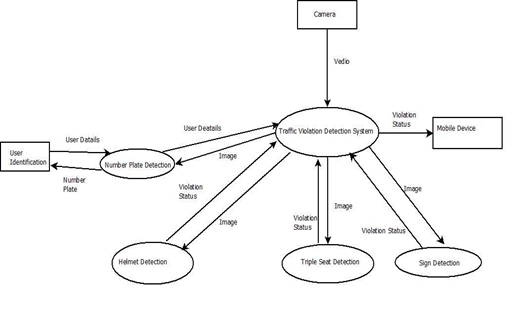 Camera
Vedio
Traffic Violation Detection System
Violation
Status
Mobile Device
User Deatails
User Datails
User
Identification
Number Plate Detection
Image
Number
Plate
Violation
Status
Image
Violation
Status
Image
Image
Violation Status
Helmet Detection
Triple Seat Detection
Sign Detection